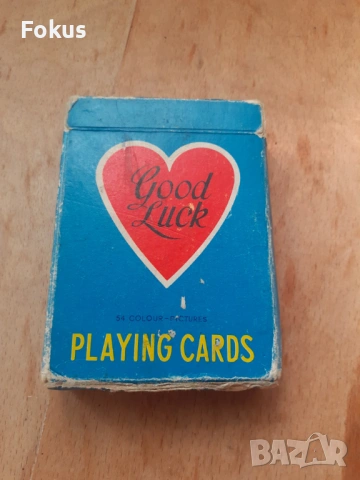 Fokus
Good
Luck
54 COLOUR-PICTURES
PLAYING CARDS
BAZAR